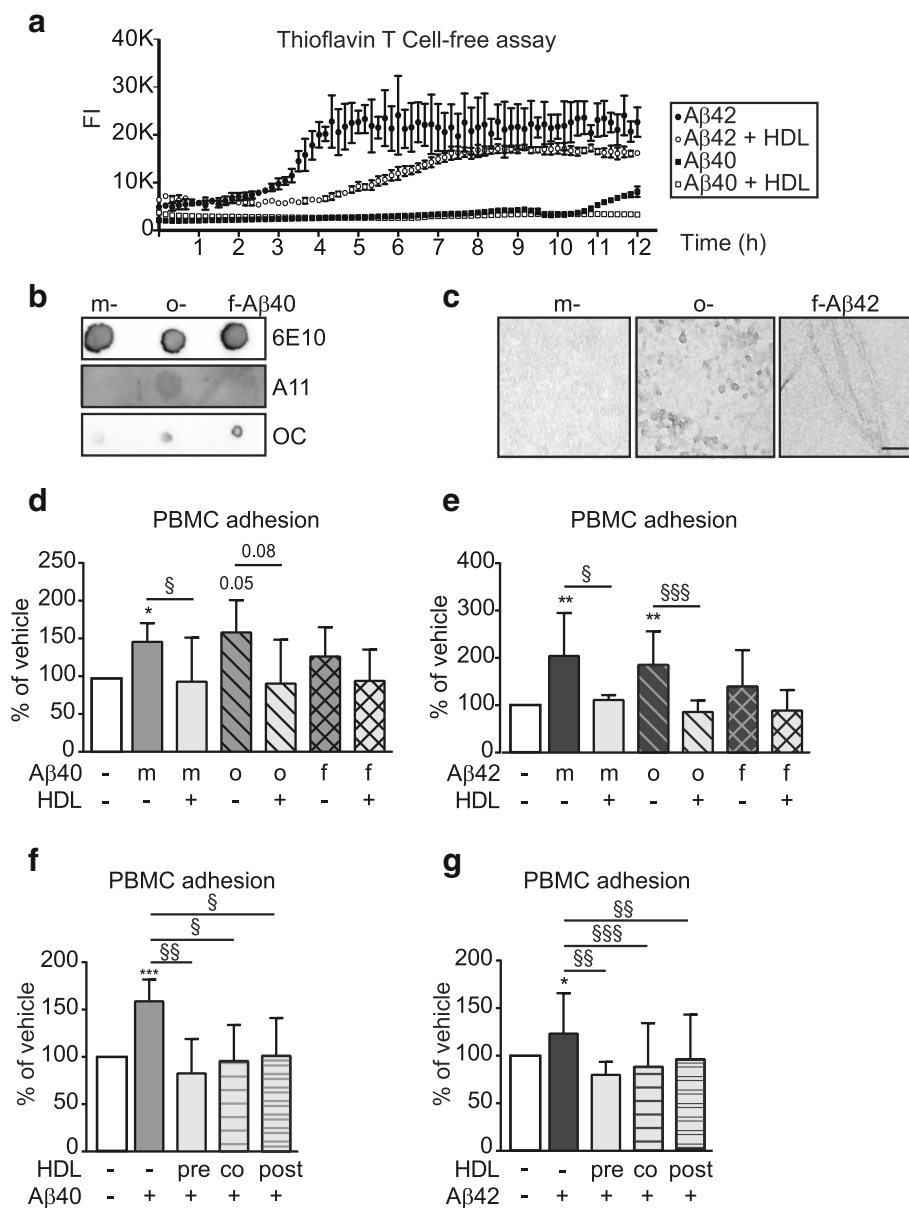 a
Thioflavin T Cell-free assay
40K
30K
20K
10K
0
FI
1 2 3 4 5 6 7 8 9 10 11 12
Time (h)
Aβ42
Aβ42 + HDL
Aβ40
Aβ40 + HDL
b
m- o- f-Aβ40
6E10
A11
OC
c
m- o- f-Aβ42
d
PBMC adhesion
250
200
150
100
50
0
% of vehicle
* § 0.05 0.08
Aβ40 - m m o o f f
HDL - - + - + - +
e
PBMC adhesion
400
300
200
100
0
% of vehicle
** § ** §§§
Aβ42 - m m o o f f
HDL - - + - + - +
f
PBMC adhesion
§
§
§§
***
200
150
100
50
0
% of vehicle
HDL - - pre co post
Aβ40 - + + + +
g
PBMC adhesion
§§
§§§
§§
*
200
150
100
50
0
% of vehicle
HDL - - pre co post
Aβ42 - + + + +